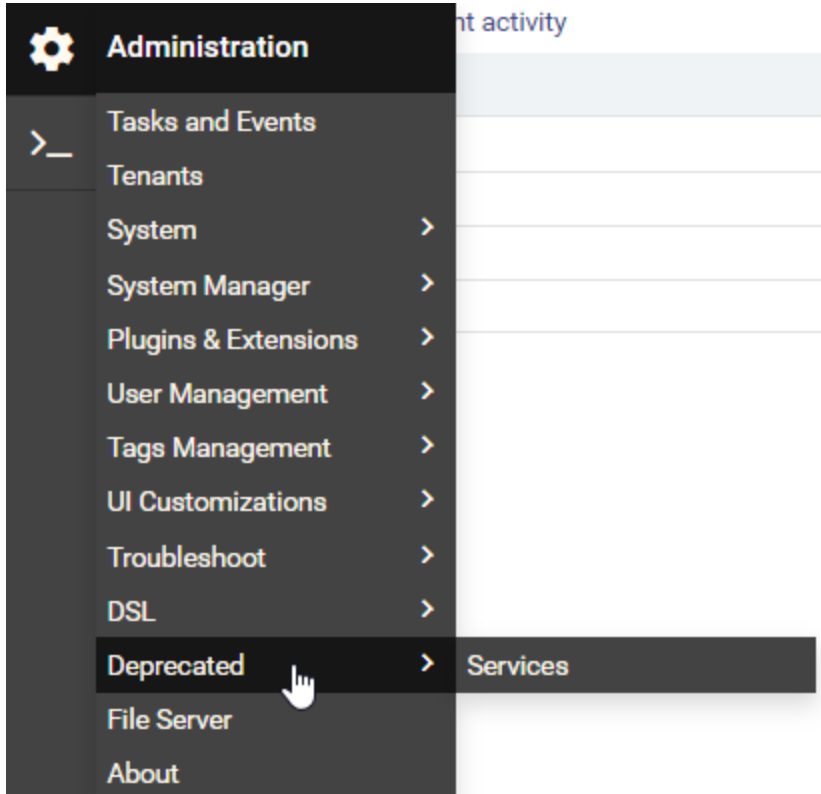 Administration
nt activity
Tasks and Events
Tenants
System
System Manager
Plugins & Extensions
User Management
Tags Management
UI Customizations
Troubleshoot
DSL
Deprecated
Services
File Server
About